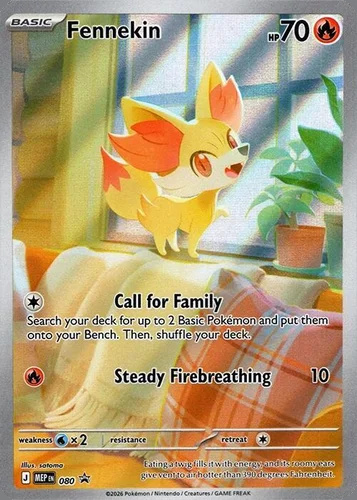 BASIC Fennekin HP 70
Call for Family
Search your deck for up to 2 Basic Pokémon and put them
onto your Bench. Then, shuffle your deck.
Steady Firebreathing 10
weakness ×2 resistance retreat
Illus. satoma
J MEP EN 080
Eating a twig fills it with energy, and its roomy ears
give vent to air hotter than 390 degrees Fahrenheit.
©2026 Pokémon / Nintendo / Creatures / GAME FREAK